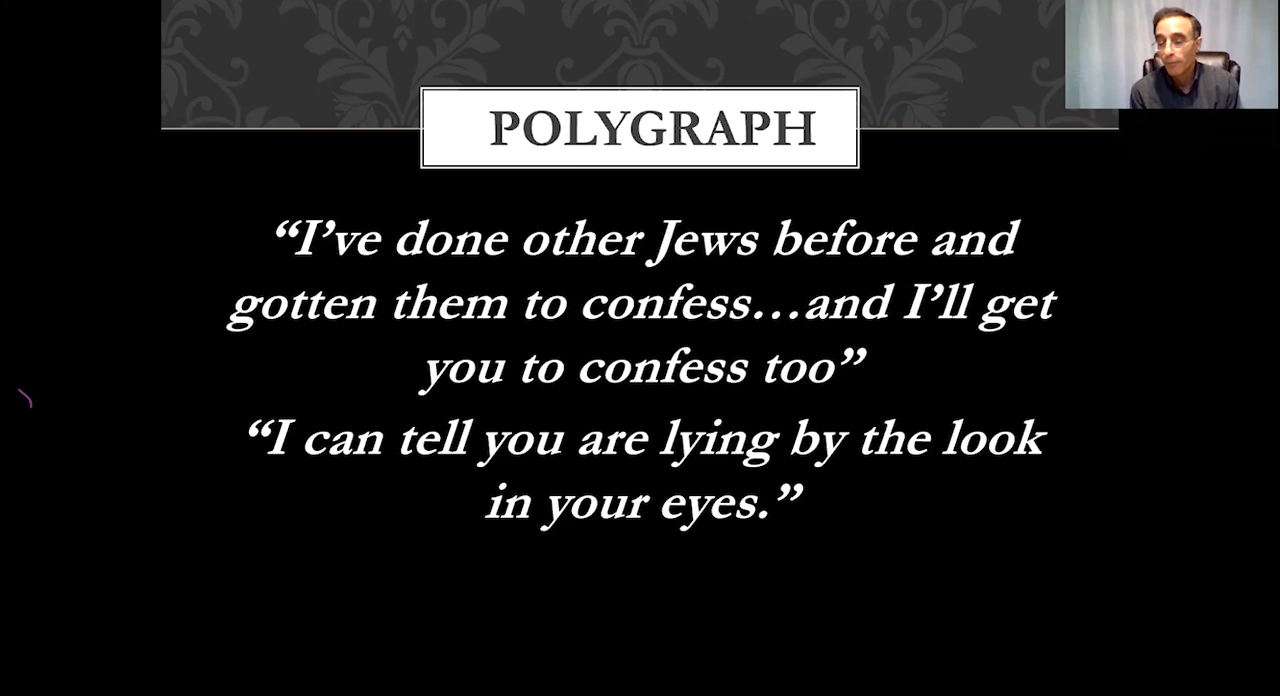 POLYGRAPH
“I’ve done other Jews before and
gotten them to confess…and I’ll get
you to confess too”
“I can tell you are lying by the look
in your eyes.”